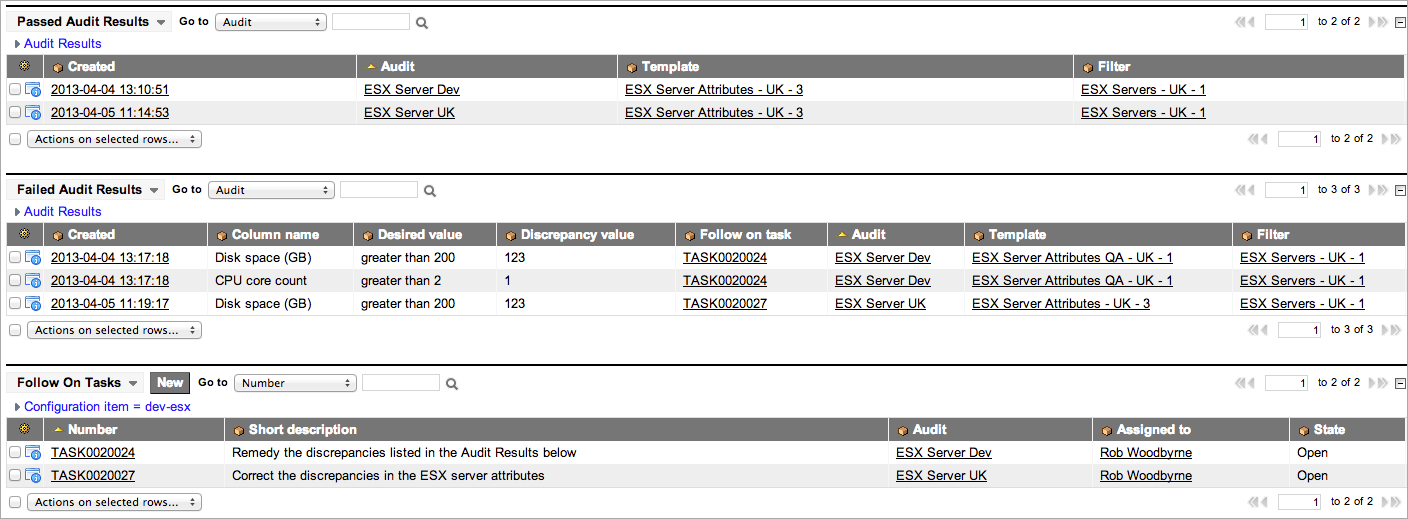 Passed Audit Results Go to Audit 1 to 2 of 2
Audit Results
Created Audit Template Filter
2013-04-04 13:10:51 ESX Server Dev ESX Server Attributes - UK - 3 ESX Servers - UK - 1
2013-04-05 11:14:53 ESX Server UK ESX Server Attributes - UK - 3 ESX Servers - UK - 1
Actions on selected rows... 1 to 2 of 2
Failed Audit Results Go to Audit 1 to 3 of 3
Audit Results
Created Column name Desired value Discrepancy value Follow on task Audit Template Filter
2013-04-04 13:17:18 Disk space (GB) greater than 200 123 TASK0020024 ESX Server Dev ESX Server Attributes QA - UK - 1 ESX Servers - UK - 1
2013-04-04 13:17:18 CPU core count greater than 2 1 TASK0020024 ESX Server Dev ESX Server Attributes QA - UK - 1 ESX Servers - UK - 1
2013-04-05 11:19:17 Disk space (GB) greater than 200 123 TASK0020027 ESX Server UK ESX Server Attributes - UK - 3 ESX Servers - UK - 1
Actions on selected rows... 1 to 3 of 3
Follow On Tasks New Go to Number 1 to 2 of 2
Configuration item = dev-esx
Number Short description Audit Assigned to State
TASK0020024 Remedy the discrepancies listed in the Audit Results below ESX Server Dev Rob Woodbyrne Open
TASK0020027 Correct the discrepancies in the ESX server attributes ESX Server UK Rob Woodbyrne Open
Actions on selected rows... 1 to 2 of 2